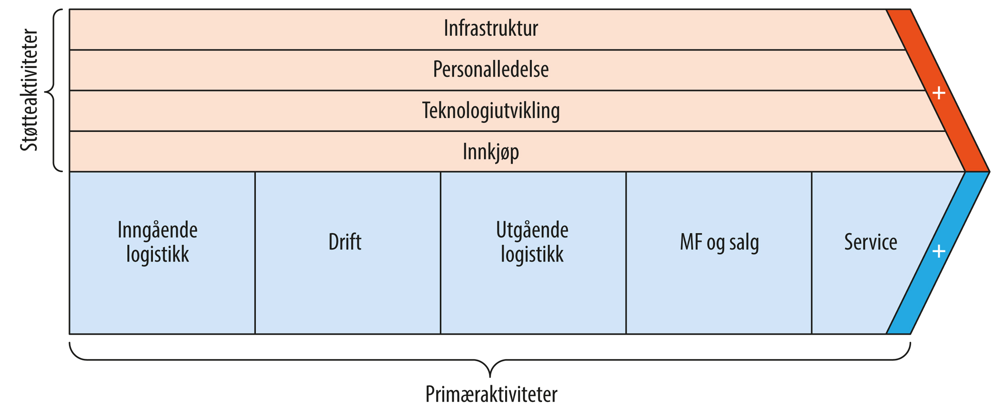 Støtteaktiviteter
Infrastruktur
Personalledelse
Teknologiutvikling
Innkjøp
+
Inngående
logistikk
Drift
Utgående
logistikk
MF og salg
Service
+
Primæraktiviteter